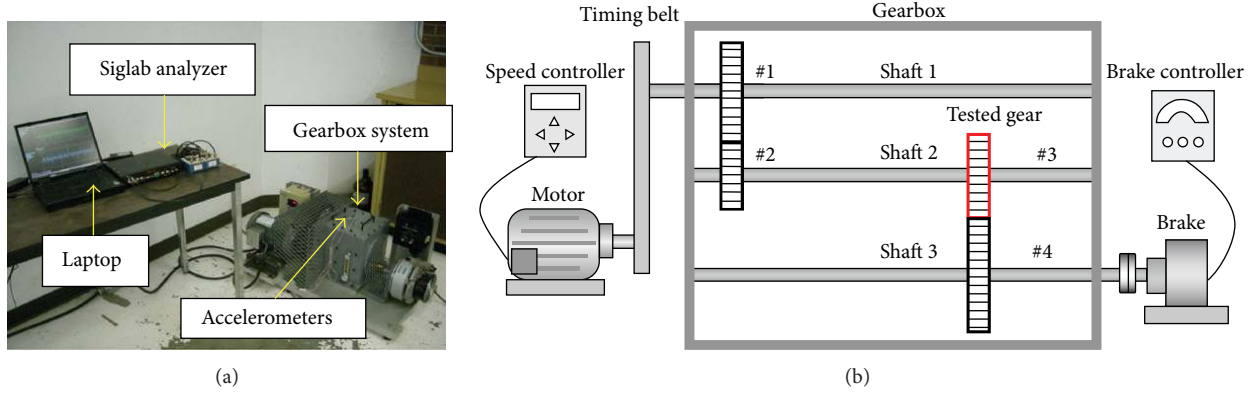 Siglab analyzer
Gearbox system
Laptop
Accelerometers
(a)
Timing belt
Gearbox
Speed controller
#1
Shaft 1
Brake controller
Tested gear
#2
Shaft 2
#3
Motor
Brake
Shaft 3
#4
(b)